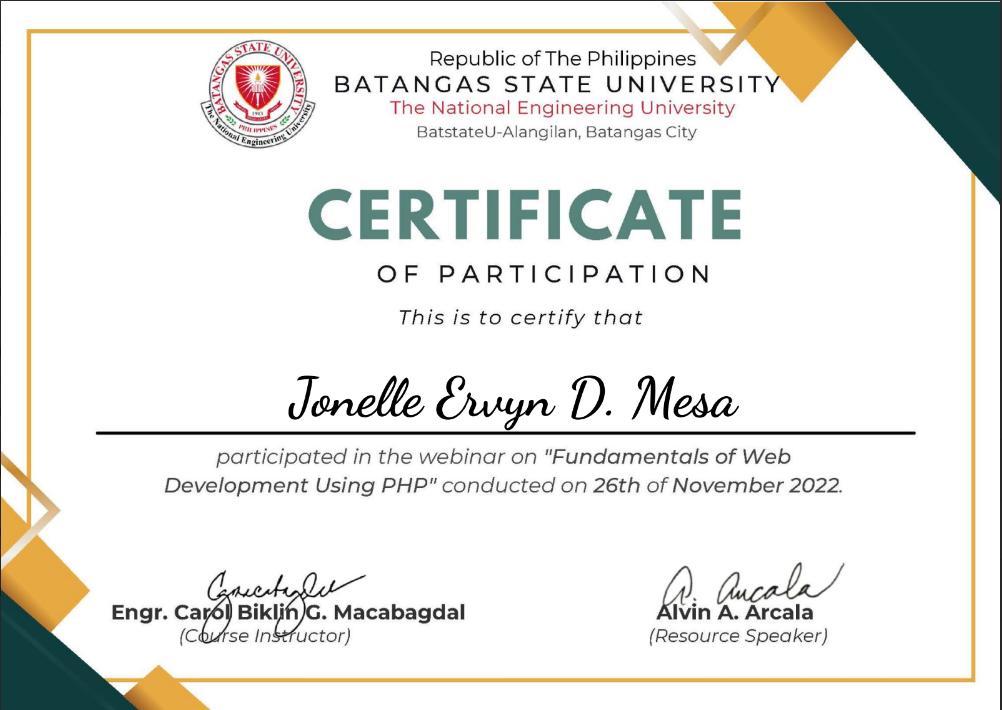 BATANGAS STATE UNIVERSITY
1903
PHILIPPINES
The National Engineering University
Republic of The Philippines
BATANGAS STATE UNIVERSITY
The National Engineering University
BatstateU-Alangilan, Batangas City
CERTIFICATE
OF PARTICIPATION
This is to certify that
Jonelle Ervyn D. Mesa
participated in the webinar on "Fundamentals of Web
Development Using PHP" conducted on 26th of November 2022.
A. Arcala
Engr. Carol Biklin G. Macabagdal
Alvin A. Arcala
(Course Instructor)
(Resource Speaker)